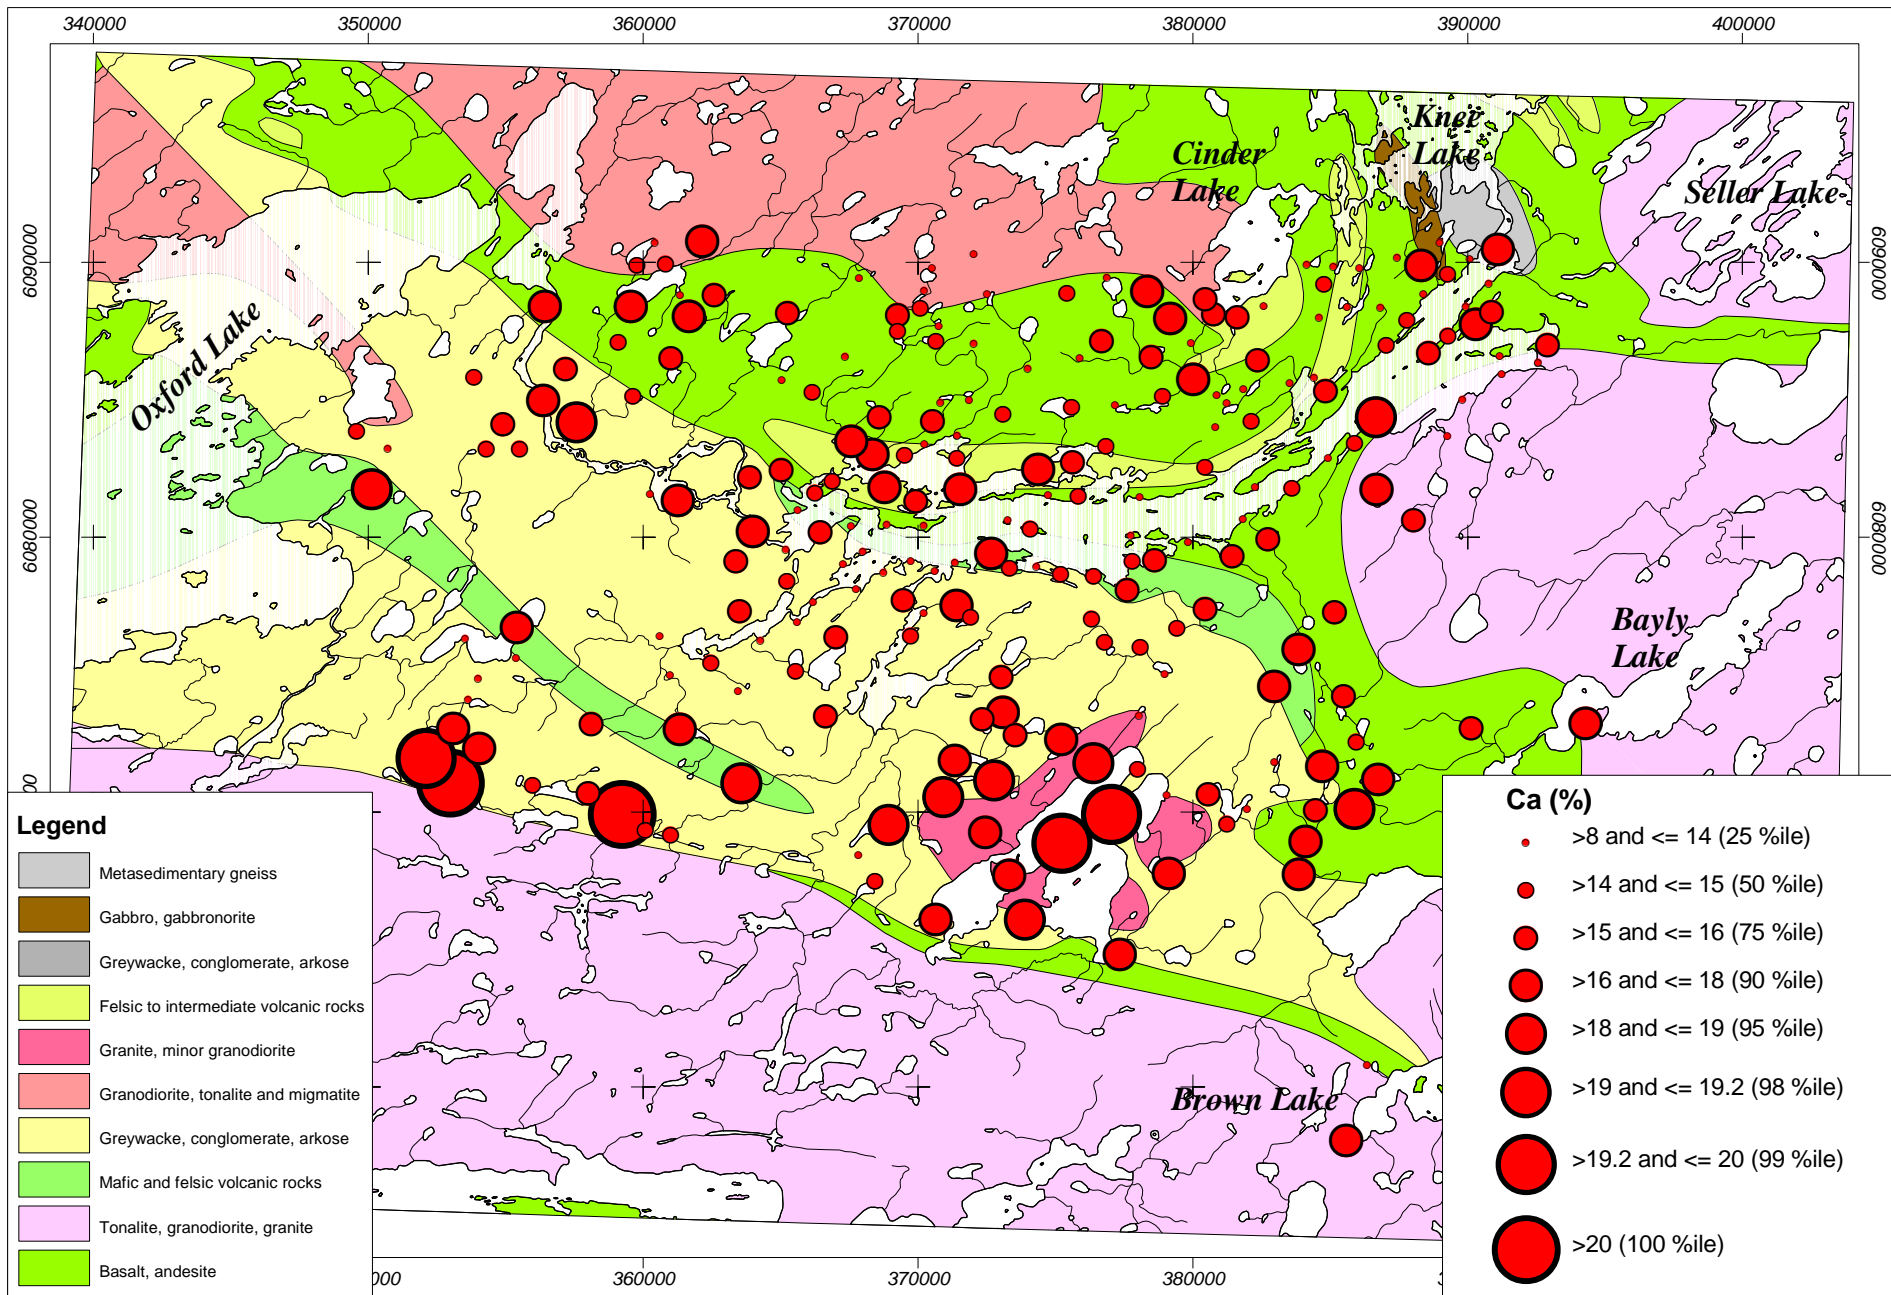 340000 350000 360000 370000 380000 390000 400000
Knee
Lake
Cinder
Lake
Seller Lake
6090000
6090000
Oxford Lake
6080000
6080000
Bayly
Lake
Brown Lake
Legend
Metasedimentary gneiss
Gabbro, gabbronorite
Greywacke, conglomerate, arkose
Felsic to intermediate volcanic rocks
Granite, minor granodiorite
Granodiorite, tonalite and migmatite
Greywacke, conglomerate, arkose
Mafic and felsic volcanic rocks
Tonalite, granodiorite, granite
Basalt, andesite
Ca (%)
>8 and <= 14 (25 %ile)
>14 and <= 15 (50 %ile)
>15 and <= 16 (75 %ile)
>16 and <= 18 (90 %ile)
>18 and <= 19 (95 %ile)
>19 and <= 19.2 (98 %ile)
>19.2 and <= 20 (99 %ile)
>20 (100 %ile)
360000 370000 380000